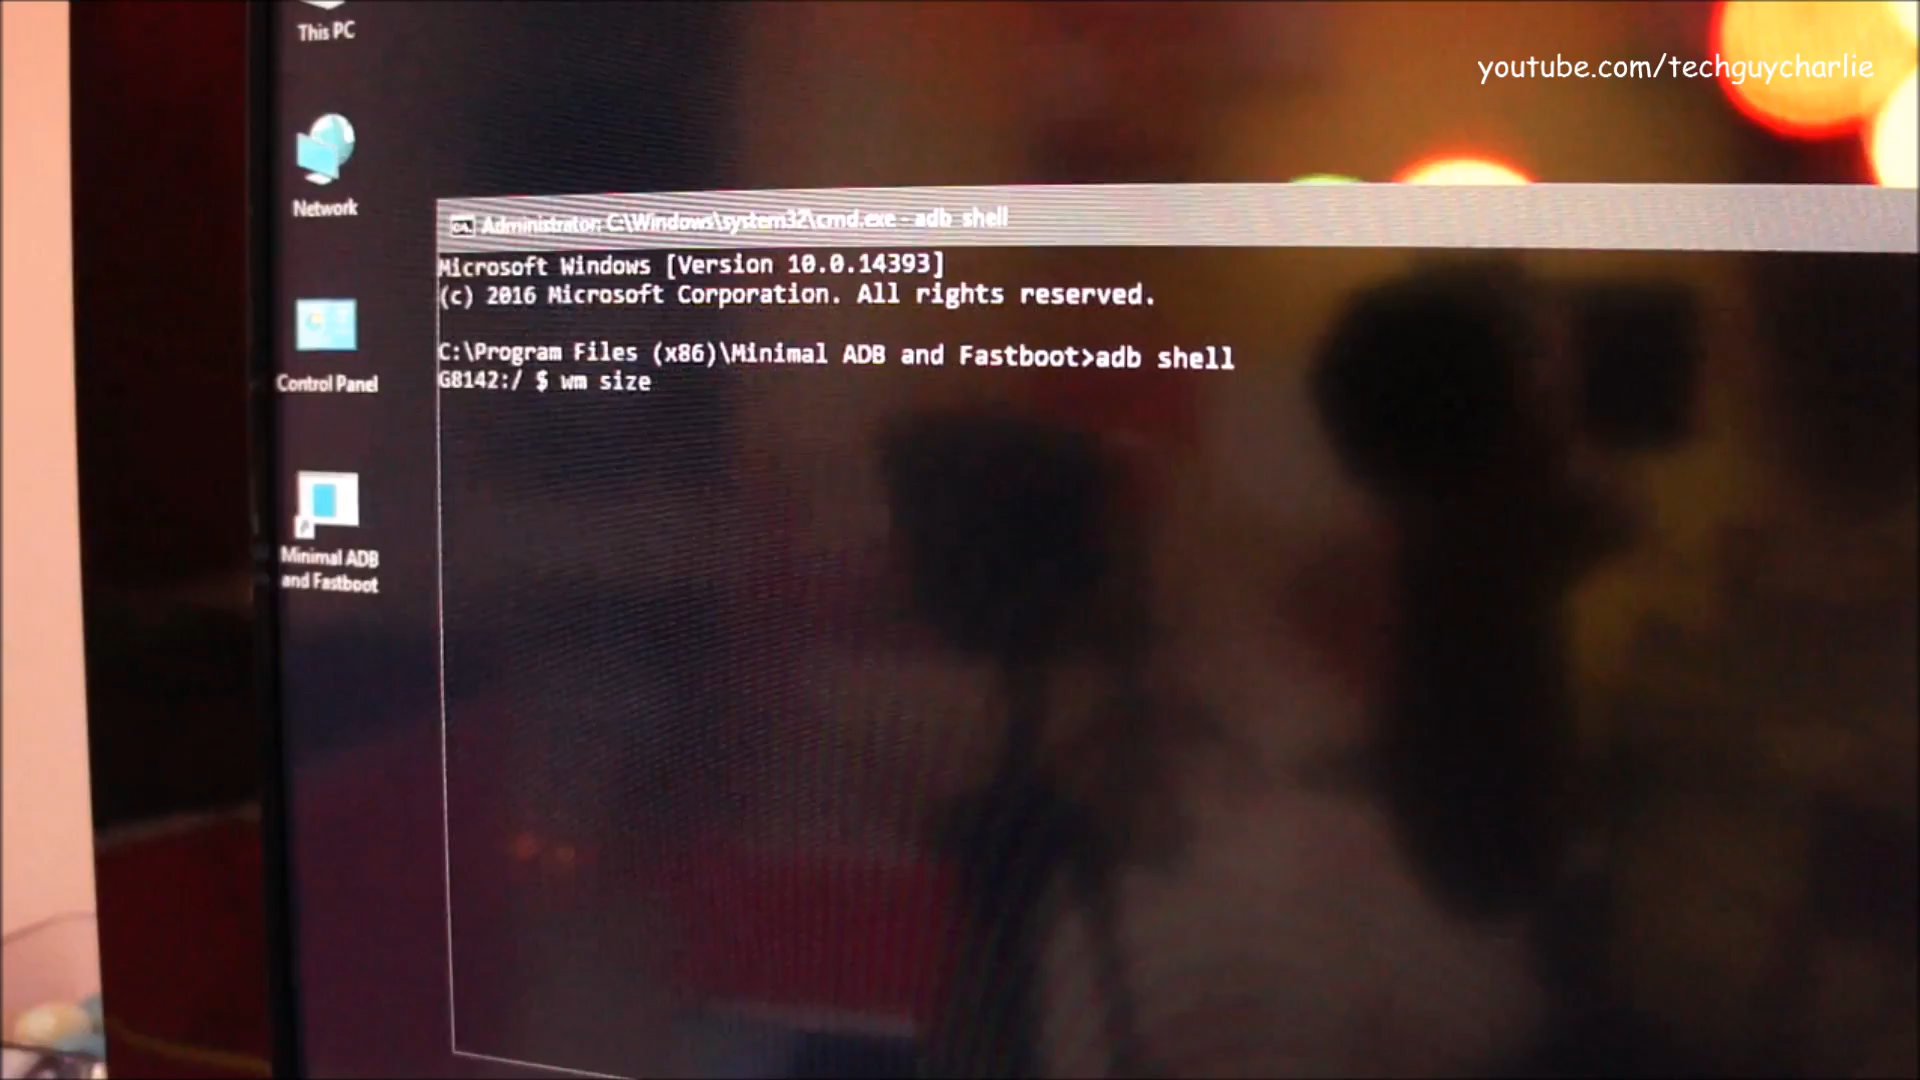 This PC
youtube.com/techguycharlie
Network
Administrator: C:\Windows\system32\cmd.exe - adb shell
Microsoft Windows [Version 10.0.14393]
(c) 2016 Microsoft Corporation. All rights reserved.
C:\Program Files (x86)\Minimal ADB and Fastboot>adb shell
G8142:/ $ wm size
Control Panel
Minimal ADB
and Fastboot